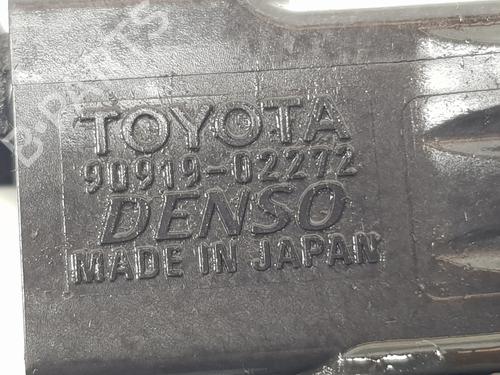 TOYOTA
90919-02272
DENSO
MADE IN JAPAN
B-PARTS